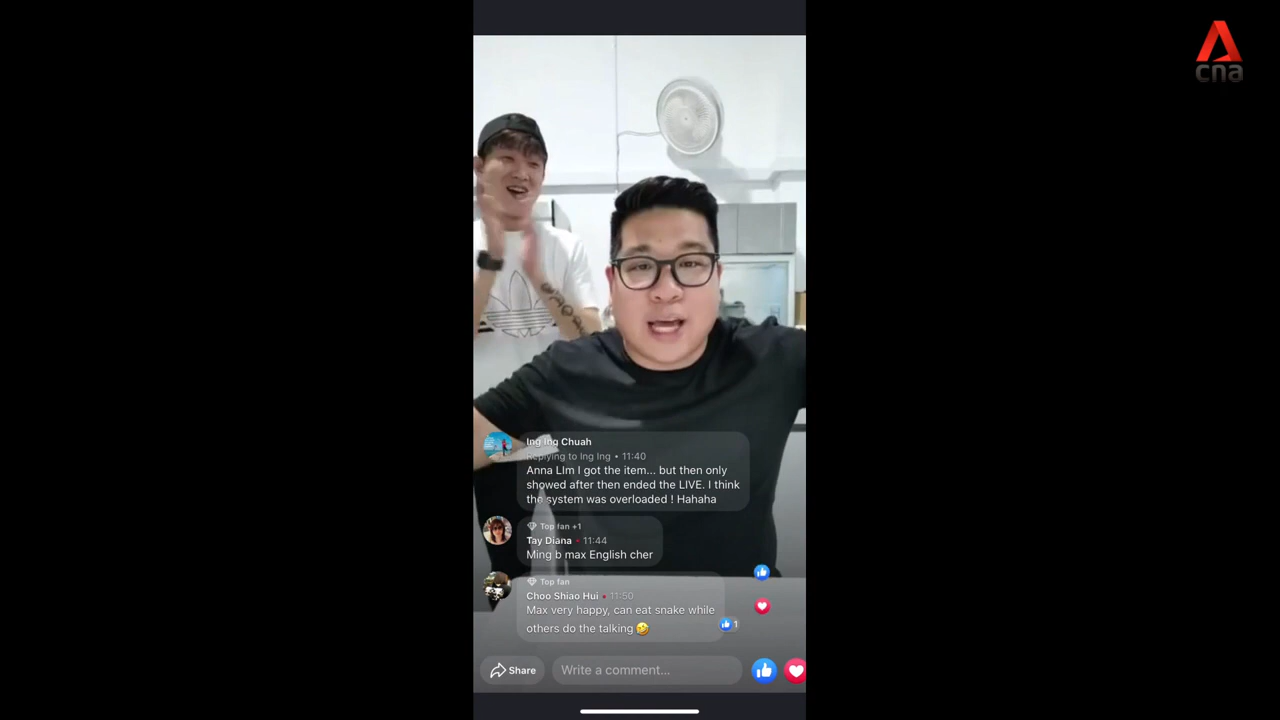 cna
Ing Ing Chuah
Replying to Ing Ing • 11:40
Anna LIm I got the item... but then only
showed after then ended the LIVE. I think
the system was overloaded ! Hahaha
Top fan +1
Tay Diana • 11:44
Ming b max English cher
Top fan
Choo Shiao Hui • 11:50
Max very happy, can eat snake while
others do the talking 🤣
1
Share
Write a comment...